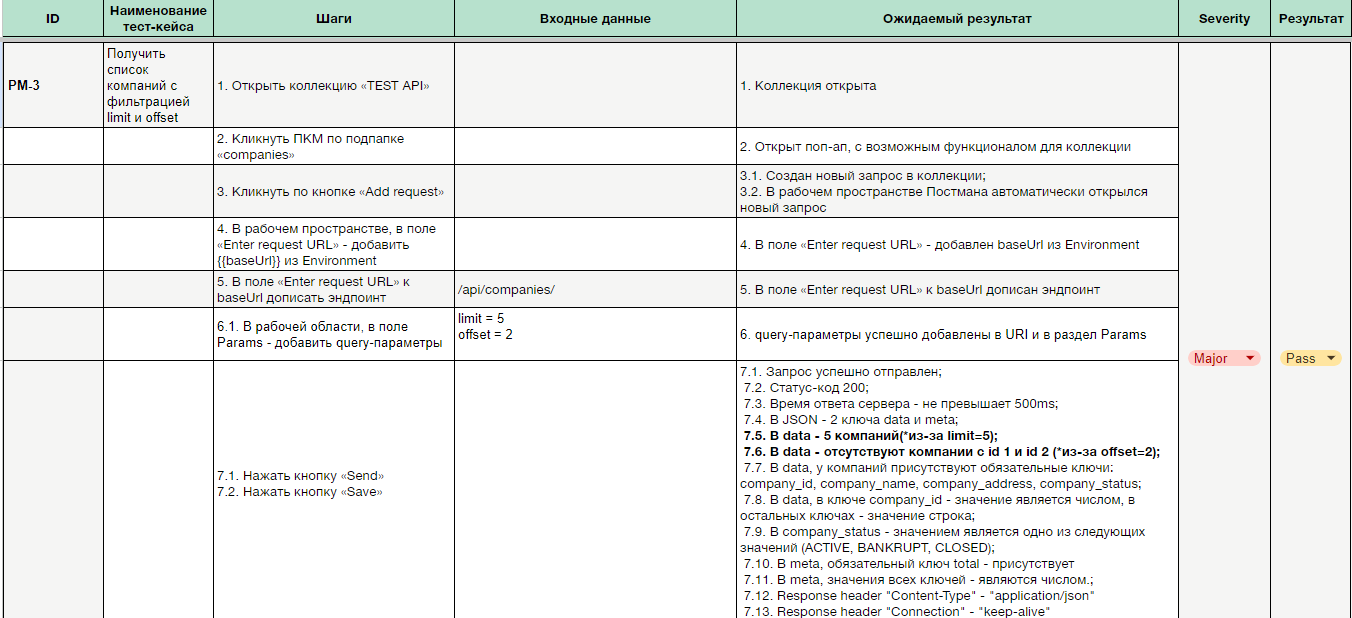 ID
Наименование
тест-кейса
Шаги
Входные данные
Ожидаемый результат
Severity
Результат
PM-3
Получить
список
компаний с
фильтрацией
limit и offset
1. Открыть коллекцию «TEST API»
1. Коллекция открыта
2. Кликнуть ПКМ по подпапке
«companies»
2. Открыт поп-ап, с возможным функционалом для коллекции
3. Кликнуть по кнопке «Add request»
3.1. Создан новый запрос в коллекции;
3.2. В рабочем пространстве Постмана автоматически открылся
новый запрос
4. В рабочем пространстве, в поле
«Enter request URL» - добавить
{{baseUrl}} из Environment
4. В поле «Enter request URL» - добавлен baseUrl из Environment
5. В поле «Enter request URL» к
baseUrl дописать эндпоинт
/api/companies/
5. В поле «Enter request URL» к baseUrl дописан эндпоинт
6.1. В рабочей области, в поле
Params - добавить query-параметры
limit = 5
offset = 2
6. query-параметры успешно добавлены в URI и в раздел Params
Major
Pass
7.1. Нажать кнопку «Send»
7.2. Нажать кнопку «Save»
7.1. Запрос успешно отправлен;
7.2. Статус-код 200;
7.3. Время ответа сервера - не превышает 500ms;
7.4. В JSON - 2 ключа data и meta;
7.5. В data - 5 компаний(*из-за limit=5);
7.6. В data - отсутствуют компании с id 1 и id 2 (*из-за offset=2);
7.7. В data, у компаний присутствуют обязательные ключи:
company_id, company_name, company_address, company_status;
7.8. В data, в ключе company_id - значение является числом, в
остальных ключах - значение строка;
7.9. В company_status - значением является одно из следующих
значений (ACTIVE, BANKRUPT, CLOSED);
7.10. В meta, обязательный ключ total - присутствует
7.11. В meta, значения всех ключей - являются числом.;
7.12. Response header "Content-Type" - "application/json"
7.13. Response header "Connection" - "keep-alive"